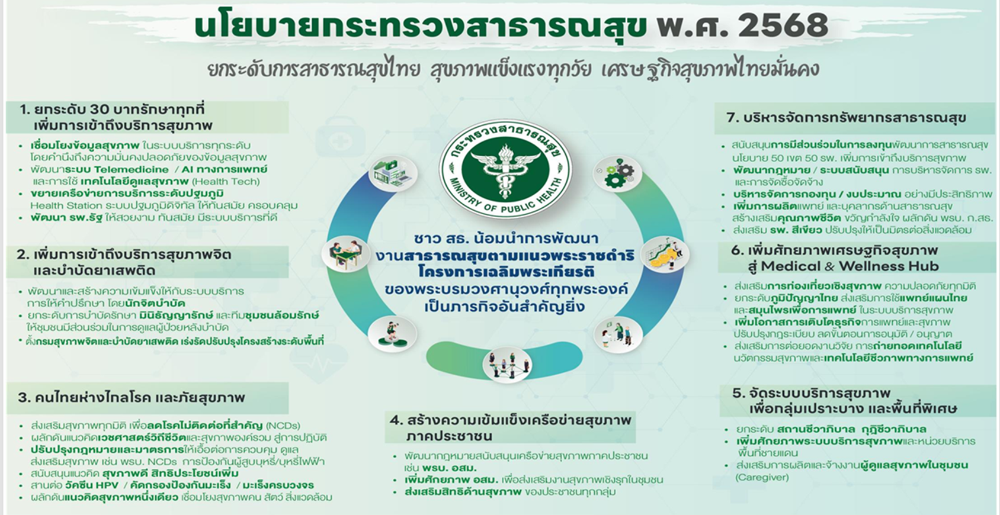 นโยบายกระทรวงสาธารณสุข พ.ศ. 2568
ยกระดับการสาธารณสุขไทย สุขภาพแข็งแรงทุกวัย เศรษฐกิจสุขภาพไทยมั่นคง
1. ยกระดับ 30 บาทรักษาทุกที่
เพิ่มการเข้าถึงบริการสุขภาพ
• เชื่อมโยงข้อมูลสุขภาพ ในระบบบริการทุกระดับ
โดยคำนึงถึงความมั่นคงปลอดภัยของข้อมูลสุขภาพ
• พัฒนาระบบ Telemedicine / AI ทางการแพทย์
และการใช้ เทคโนโลยีดูแลสุขภาพ (Health Tech)
• ขยายเครือข่ายการบริการระดับปฐมภูมิ
Health Station ระบบปฐมภูมิดิจิทัล ให้ทันสมัย ครอบคลุม
• พัฒนา รพ.รัฐ ให้สวยงาม ทันสมัย มีระบบบริการที่ดี
2. เพิ่มการเข้าถึงบริการสุขภาพจิต
และบำบัดยาเสพติด
• พัฒนาและสร้างความเข้มแข็งให้กับระบบบริการ
การให้คำปรึกษา โดยนักจิตบำบัด
• ยกระดับการบำบัดรักษา มินิธัญญารักษ์ และทีมชุมชนล้อมรักษ์
ให้ชุมชนมีส่วนร่วมในการดูแลผู้ป่วยหลังบำบัด
• ตั้งกรมสุขภาพจิตและบำบัดยาเสพติด เร่งรัดปรับปรุงโครงสร้างระดับพื้นที่
3. คนไทยห่างไกลโรค และภัยสุขภาพ
• ส่งเสริมสุขภาพทุกมิติ เพื่อลดโรคไม่ติดต่อที่สำคัญ (NCDs)
• ผลักดันแนวคิดเวชศาสตร์วิถีชีวิตและสุขภาพองค์รวม สู่การปฏิบัติ
• ปรับปรุงกฎหมายและมาตรการให้เอื้อต่อการควบคุม ดูแล
ส่งเสริมสุขภาพ เช่น พรบ. NCDs การป้องกันผู้สูบบุหรี่/บุหรี่ไฟฟ้า
• สนับสนุนแนวคิด สุขภาพดี สิทธิประโยชน์เพิ่ม
• สานต่อ วัคซีน HPV / คัดกรองป้องกันมะเร็ง / มะเร็งครบวงจร
• ผลักดันแนวคิดสุขภาพหนึ่งเดียว เชื่อมโยงสุขภาพคน สัตว์ สิ่งแวดล้อม
กระทรวงสาธารณสุข
MINISTRY OF PUBLIC HEALTH
ชาว สธ. น้อมนำการพัฒนา
งานสาธารณสุขตามแนวพระราชดำริ
โครงการเฉลิมพระเกียรติ
ของพระบรมวงศานุวงศ์ทุกพระองค์
เป็นภารกิจอันสำคัญยิ่ง
4. สร้างความเข้มแข็งเครือข่ายสุขภาพ
ภาคประชาชน
• พัฒนากฎหมายสนับสนุนเครือข่ายสุขภาพภาคประชาชน
เช่น พรบ. อสม.
• เพิ่มศักยภาพ อสม. เพื่อส่งเสริมงานสุขภาพเชิงรุกในชุมชน
• ส่งเสริมสิทธิด้านสุขภาพ ของประชาชนทุกกลุ่ม
7. บริหารจัดการทรัพยากรสาธารณสุข
• สนับสนุนการมีส่วนร่วมในการลงทุนพัฒนาการสาธารณสุข
นโยบาย 50 เขต 50 รพ. เพิ่มการเข้าถึงบริการสุขภาพ
• พัฒนากฎหมาย / ระบบสนับสนุน การบริหารจัดการ รพ.
และการจัดซื้อจัดจ้าง
• บริหารจัดการกองทุน / งบประมาณ อย่างมีประสิทธิภาพ
• เพิ่มการผลิตแพทย์ และบุคลากรด้านสาธารณสุข
สร้างเสริมคุณภาพชีวิต ขวัญกำลังใจ ผลักดัน พรบ. ก.สธ.
• ส่งเสริม รพ. สีเขียว ปรับปรุงให้เป็นมิตรต่อสิ่งแวดล้อม
6. เพิ่มศักยภาพเศรษฐกิจสุขภาพ
สู่ Medical & Wellness Hub
• ส่งเสริมการท่องเที่ยวเชิงสุขภาพ ความปลอดภัยทุกมิติ
• ยกระดับภูมิปัญญาไทย ส่งเสริมการใช้แพทย์แผนไทย
และสมุนไพรเพื่อการแพทย์ ในระบบบริการสุขภาพ
• เพิ่มโอกาสการเติบโตธุรกิจการแพทย์และสุขภาพ
ปรับปรุงกฎระเบียบ ลดขั้นตอนการอนุมัติ / อนุญาต
• ส่งเสริมการต่อยอดงานวิจัย การถ่ายทอดเทคโนโลยี
นวัตกรรมสุขภาพและเทคโนโลยีชีวภาพทางการแพทย์
5. จัดระบบบริการสุขภาพ
เพื่อกลุ่มเปราะบาง และพื้นที่พิเศษ
• ยกระดับ สถานชีวาภิบาล กุฏิชีวาภิบาล
• เพิ่มศักยภาพระบบบริการสุขภาพและหน่วยบริการ
พื้นที่ชายแดน
• ส่งเสริมการผลิตและจ้างงานผู้ดูแลสุขภาพในชุมชน
(Caregiver)